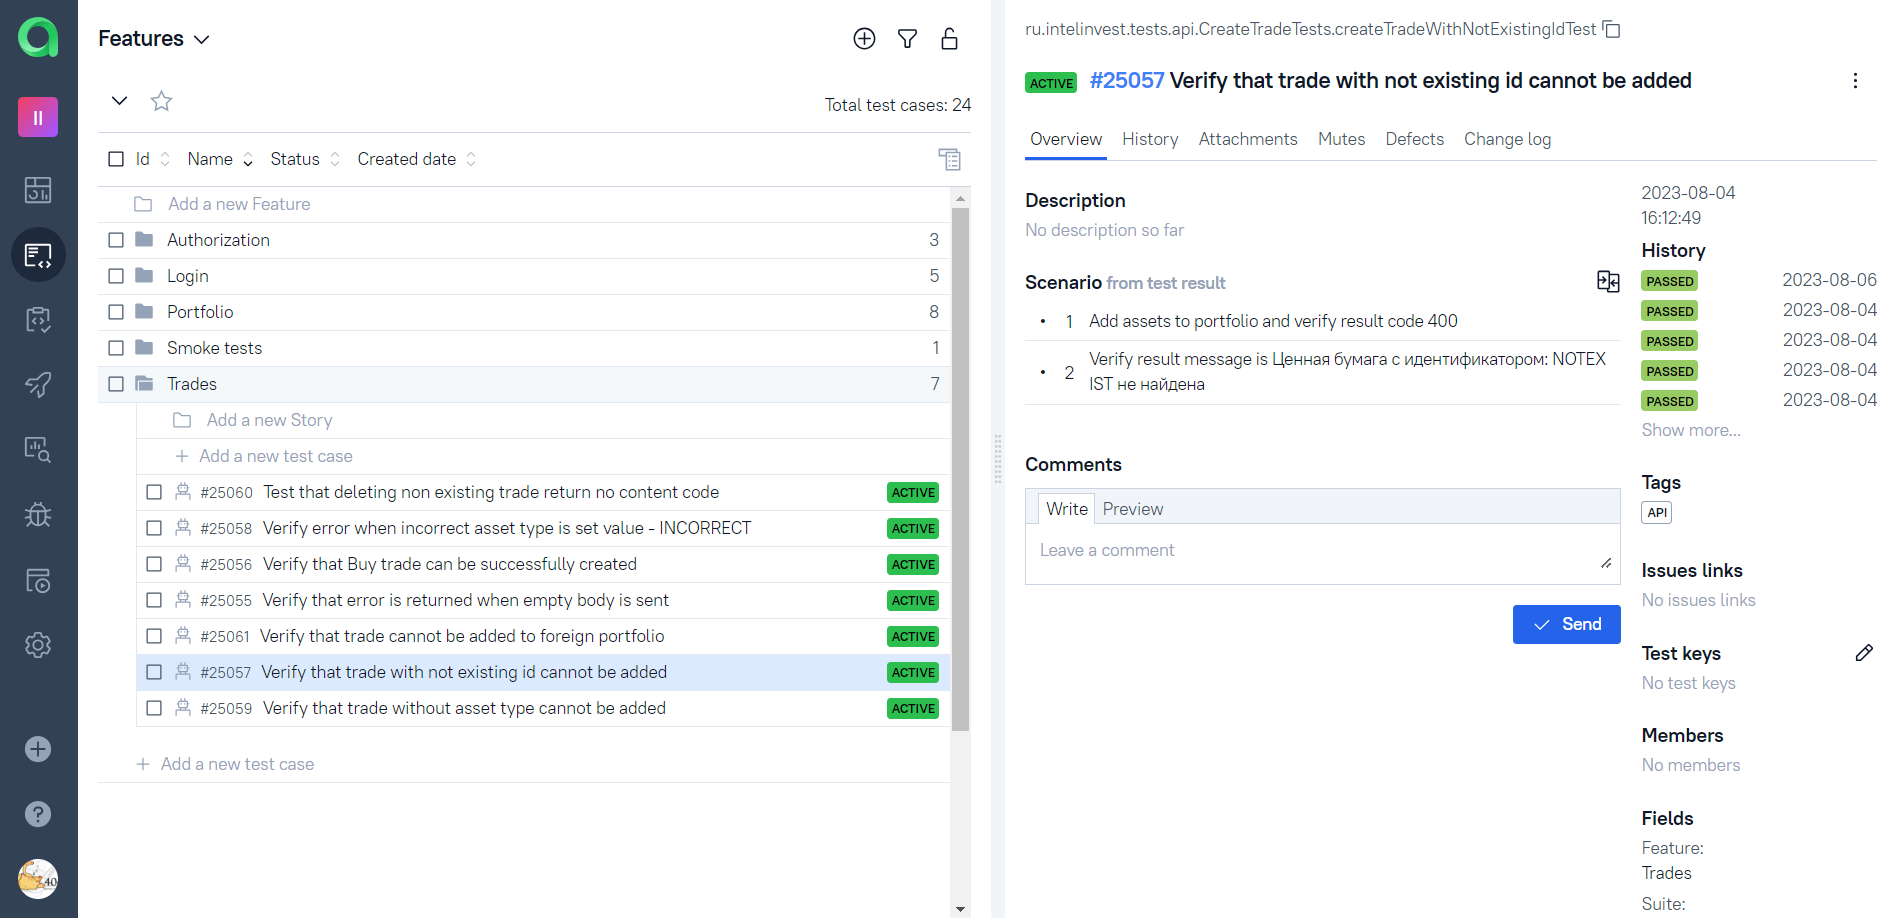 Features
Total test cases: 24
Id Name Status Created date
Add a new Feature
Authorization 3
Login 5
Portfolio 8
Smoke tests 1
Trades 7
Add a new Story
Add a new test case
#25060 Test that deleting non existing trade return no content code ACTIVE
#25058 Verify error when incorrect asset type is set value - INCORRECT ACTIVE
#25056 Verify that Buy trade can be successfully created ACTIVE
#25055 Verify that error is returned when empty body is sent ACTIVE
#25061 Verify that trade cannot be added to foreign portfolio ACTIVE
#25057 Verify that trade with not existing id cannot be added ACTIVE
#25059 Verify that trade without asset type cannot be added ACTIVE
Add a new test case
II
40
ru.intelinvest.tests.api.CreateTradeTests.createTradeWithNotExistingIdTest
ACTIVE #25057 Verify that trade with not existing id cannot be added
Overview History Attachments Mutes Defects Change log
Description
No description so far
Scenario from test result
1 Add assets to portfolio and verify result code 400
2 Verify result message is Ценная бумага с идентификатором: NOTEX
IST не найдена
Comments
Write Preview
Leave a comment
Send
2023-08-04
16:12:49
History
PASSED 2023-08-06
PASSED 2023-08-04
PASSED 2023-08-04
PASSED 2023-08-04
PASSED 2023-08-04
Show more...
Tags
API
Issues links
No issues links
Test keys
No test keys
Members
No members
Fields
Feature:
Trades
Suite: